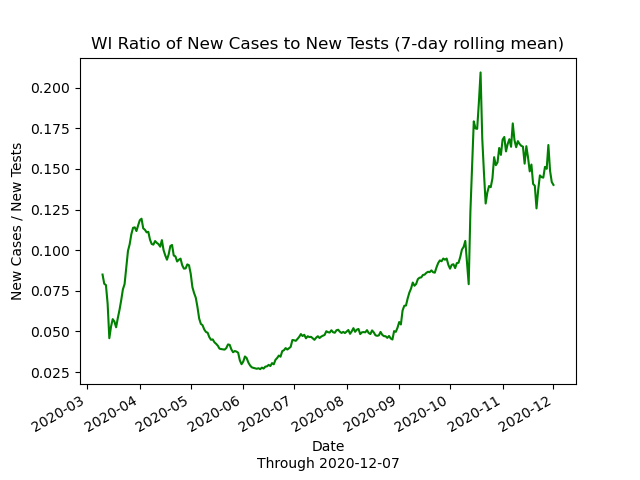 WI Ratio of New Cases to New Tests (7-day rolling mean)
New Cases / New Tests
0.200
0.175
0.150
0.125
0.100
0.075
0.050
0.025
2020-03 2020-04 2020-05 2020-06 2020-07 2020-08 2020-09 2020-10 2020-11 2020-12
Date
Through 2020-12-07